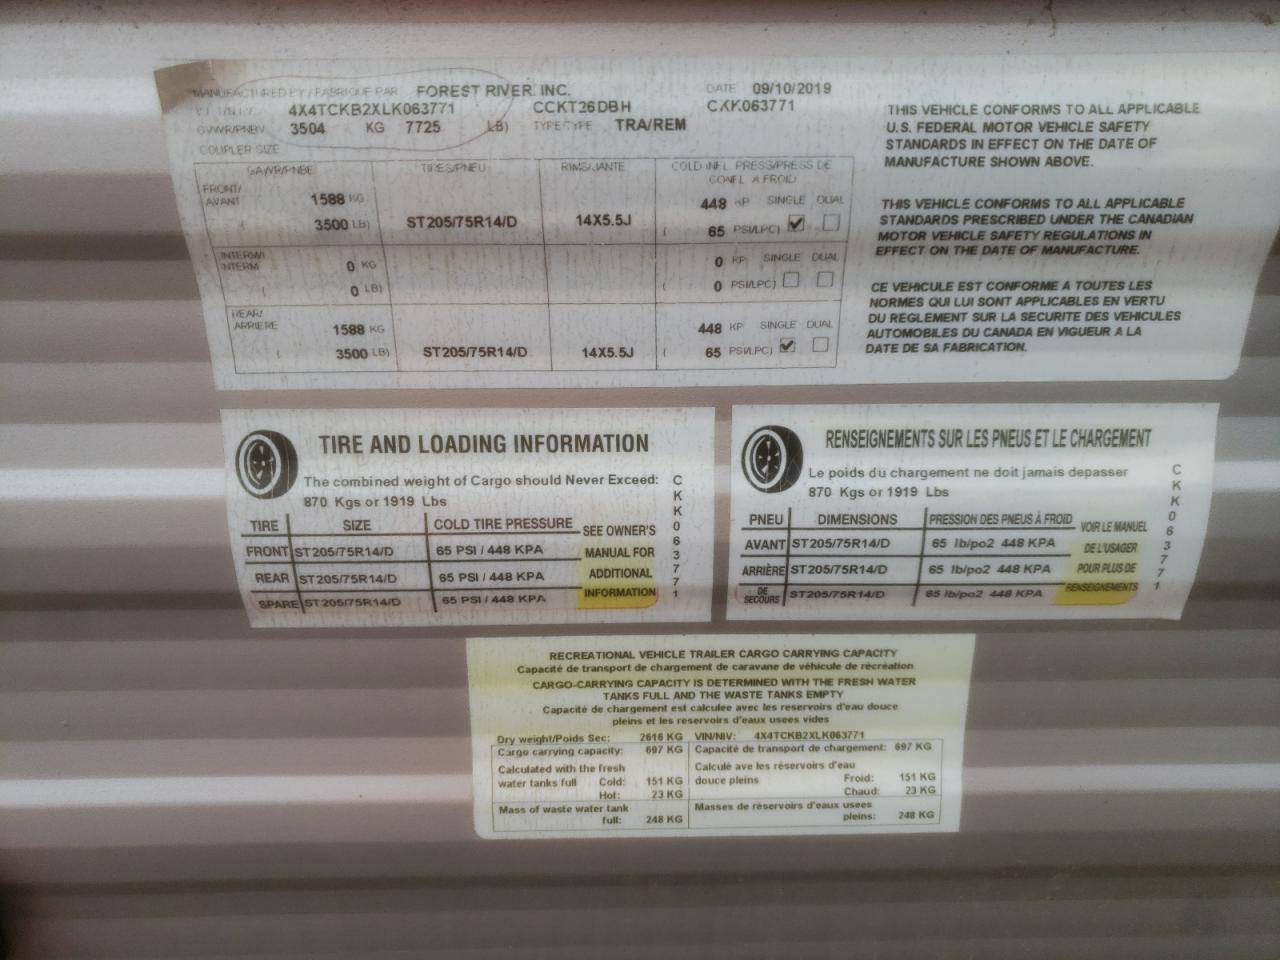 MANUFACTURED BY / FABRIQUE PAR FOREST RIVER, INC. DATE 09/10/2019
4X4TCKB2XLK063771 CCKT26DBH CKK063771
GVWR/PNBV 3504 KG 7725 LB) TYPE/TYPE TRA/REM
COUPLER SIZE
GAWR/PNBE TIRES/PNEU RIMS/JANTE COLD INFL. PRESS/PRESS DE
CONFL. A FROID
FRONT/
AVANT 1588 KG 448 KP SINGLE DUAL
( 3500 LB) ST205/75R14/D 14X5.5J ( 65 PSI/LPC)
INTERM/
INTERM 0 KG 0 KP SINGLE DUAL
( 0 LB) ( 0 PSI/LPC)
REAR/
ARRIERE 1588 KG 448 KP SINGLE DUAL
( 3500 LB) ST205/75R14/D 14X5.5J ( 65 PSI/LPC)
THIS VEHICLE CONFORMS TO ALL APPLICABLE
U.S. FEDERAL MOTOR VEHICLE SAFETY
STANDARDS IN EFFECT ON THE DATE OF
MANUFACTURE SHOWN ABOVE.
THIS VEHICLE CONFORMS TO ALL APPLICABLE
STANDARDS PRESCRIBED UNDER THE CANADIAN
MOTOR VEHICLE SAFETY REGULATIONS IN
EFFECT ON THE DATE OF MANUFACTURE.
CE VEHICULE EST CONFORME A TOUTES LES
NORMES QUI LUI SONT APPLICABLES EN VERTU
DU REGLEMENT SUR LA SECURITE DES VEHICULES
AUTOMOBILES DU CANADA EN VIGUEUR A LA
DATE DE SA FABRICATION.
TIRE AND LOADING INFORMATION
The combined weight of Cargo should Never Exceed:
870 Kgs or 1919 Lbs
TIRE SIZE COLD TIRE PRESSURE SEE OWNER'S
FRONT ST205/75R14/D 65 PSI / 448 KPA MANUAL FOR
REAR ST205/75R14/D 65 PSI / 448 KPA ADDITIONAL
SPARE ST205/75R14/D 65 PSI / 448 KPA INFORMATION
CKK063771
RENSEIGNEMENTS SUR LES PNEUS ET LE CHARGEMENT
Le poids du chargement ne doit jamais depasser
870 Kgs or 1919 Lbs
PNEU DIMENSIONS PRESSION DES PNEUS À FROID VOIR LE MANUEL
AVANT ST205/75R14/D 65 lb/po2 448 KPA DE L'USAGER
ARRIÈRE ST205/75R14/D 65 lb/po2 448 KPA POUR PLUS DE
DE SECOURS ST205/75R14/D 65 lb/po2 448 KPA RENSEIGNEMENTS
CKK063771
RECREATIONAL VEHICLE TRAILER CARGO CARRYING CAPACITY
Capacité de transport de chargement de caravane de véhicule de récréation
CARGO-CARRYING CAPACITY IS DETERMINED WITH THE FRESH WATER
TANKS FULL AND THE WASTE TANKS EMPTY
Capacité de chargement est calculee avec les reservoirs d'eau douce
pleins et les reservoirs d'eaux usees vides
Dry weight/Poids Sec: 2616 KG VIN/NIV: 4X4TCKB2XLK063771
Cargo carrying capacity: 697 KG Capacité de transport de chargement: 697 KG
Calculated with the fresh Calculé ave les réservoirs d'eau
water tanks full Cold: 151 KG douce pleins Froid: 151 KG
Hot: 23 KG Chaud: 23 KG
Mass of waste water tank Masses de réservoirs d'eaux usees
full: 248 KG pleins: 248 KG